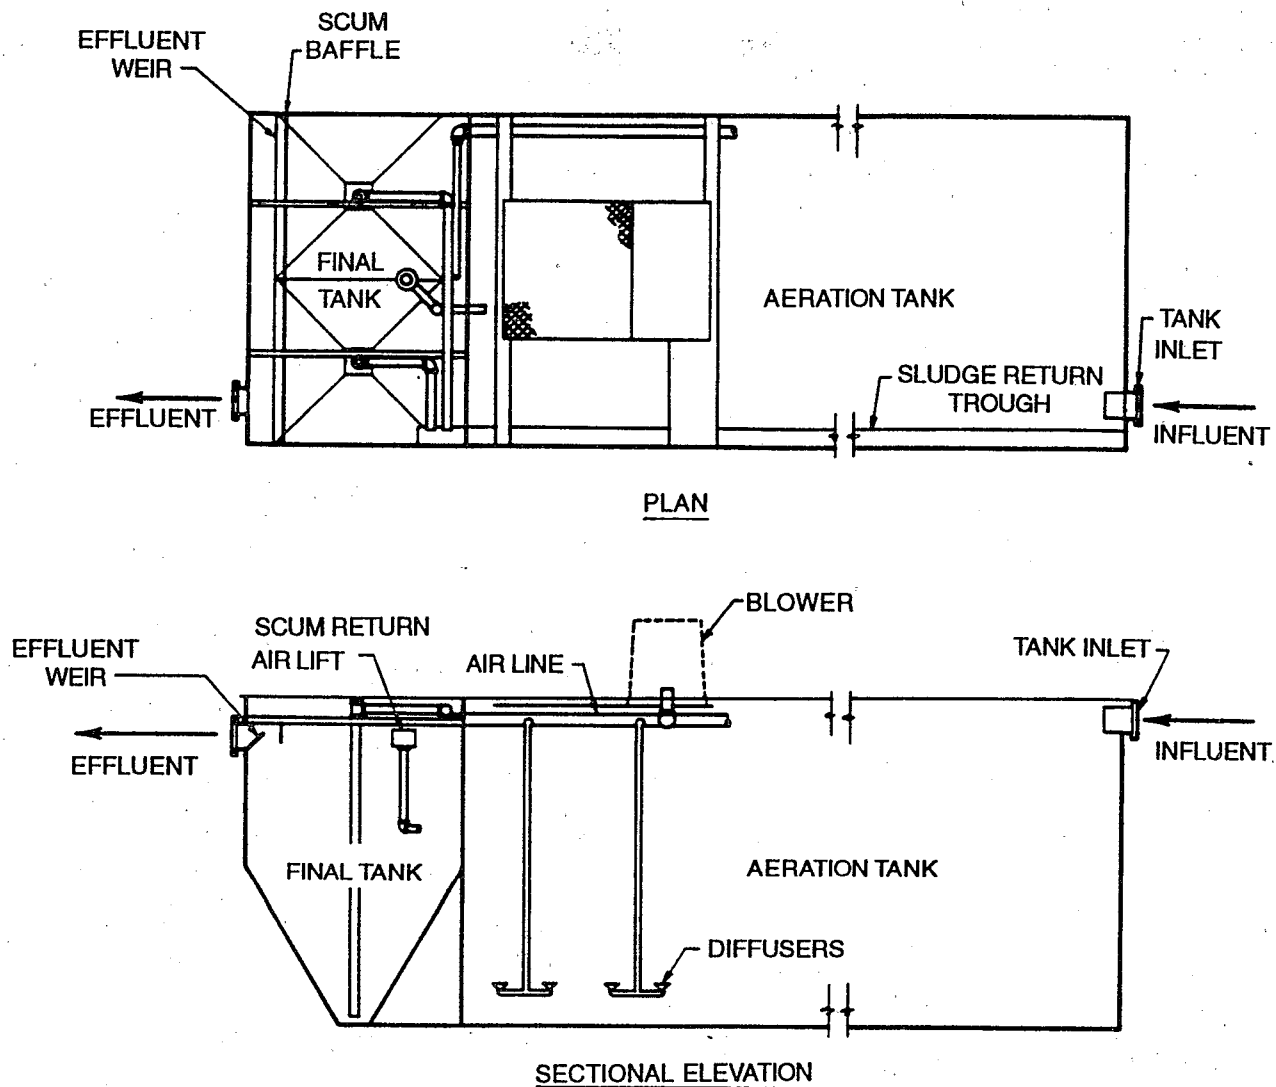 SCUM
BAFFLE
EFFLUENT
WEIR
FINAL
TANK
AERATION TANK
TANK
INLET
SLUDGE RETURN
TROUGH
EFFLUENT
INFLUENT
PLAN
BLOWER
SCUM RETURN
AIR LIFT
AIR LINE
EFFLUENT
WEIR
TANK INLET
EFFLUENT
INFLUENT
FINAL TANK
AERATION TANK
DIFFUSERS
SECTIONAL ELEVATION